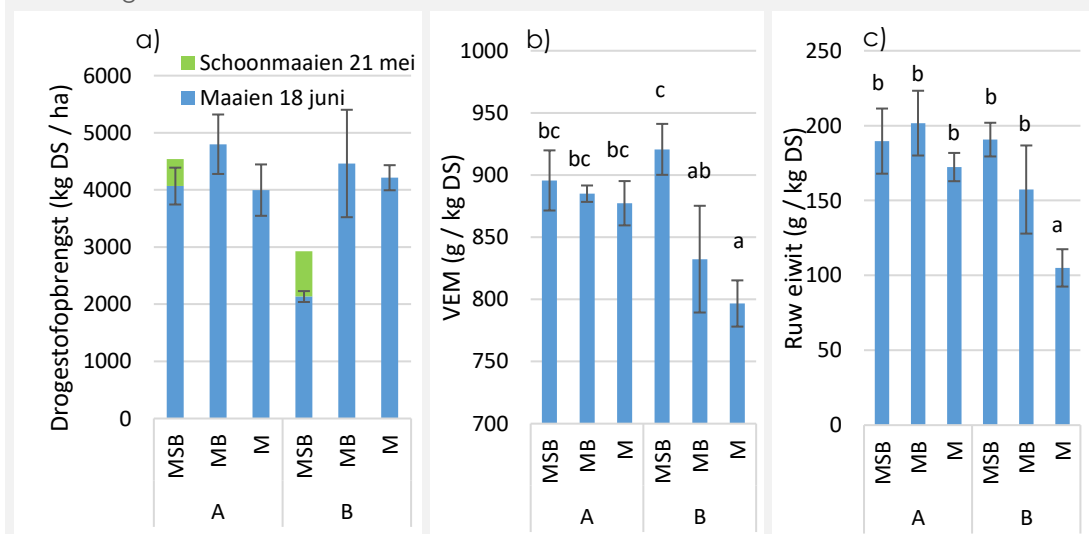 a)
Schoonmaaien 21 mei
Maaien 18 juni
Drogestofopbrengst (kg DS / ha)
6000
5000
4000
3000
2000
1000
0
MSB
MB
M
MSB
MB
M
A
B
b)
VEM (g / kg DS)
1000
950
900
850
800
750
700
bc
bc
bc
c
ab
a
MSB
MB
M
MSB
MB
M
A
B
c)
Ruw eiwit (g / kg DS)
250
200
150
100
50
0
b
b
b
b
b
a
MSB
MB
M
MSB
MB
M
A
B